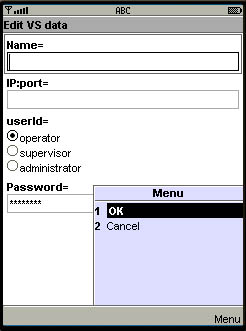 ABC
Edit VS data
Name=
IP:port=
userId=
operator
supervisor
administrator
Password=
********
Menu
1 OK
2 Cancel
Menu